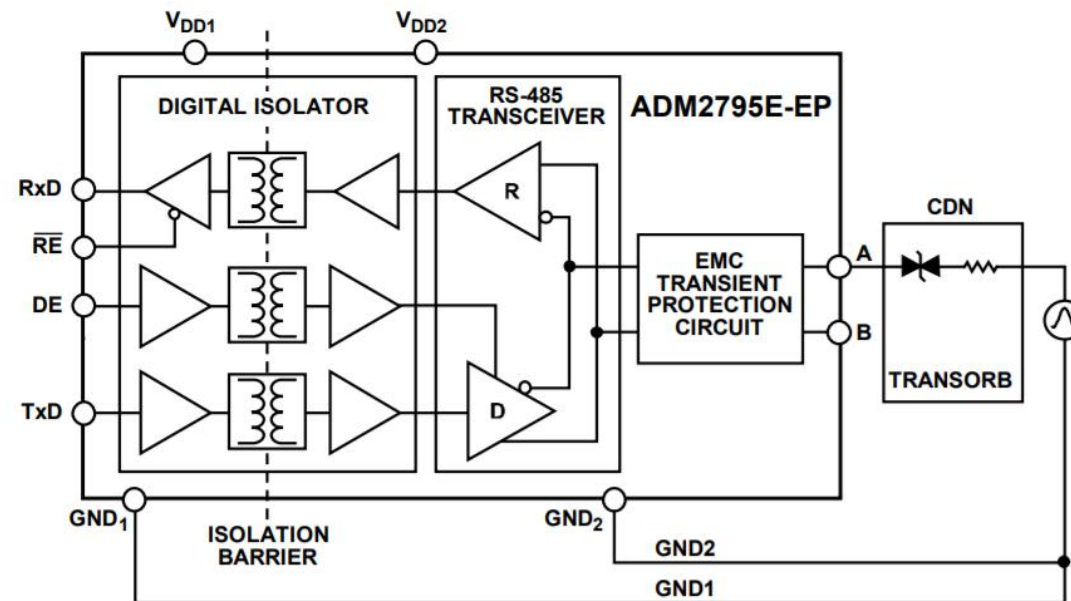 VDD1
VDD2
DIGITAL ISOLATOR
RS-485
TRANSCEIVER
ADM2795E-EP
RxD
R
RE
CDN
EMC
TRANSIENT
PROTECTION
CIRCUIT
A
DE
B
TRANSORB
TxD
D
GND1
ISOLATION
BARRIER
GND2
GND2
GND1